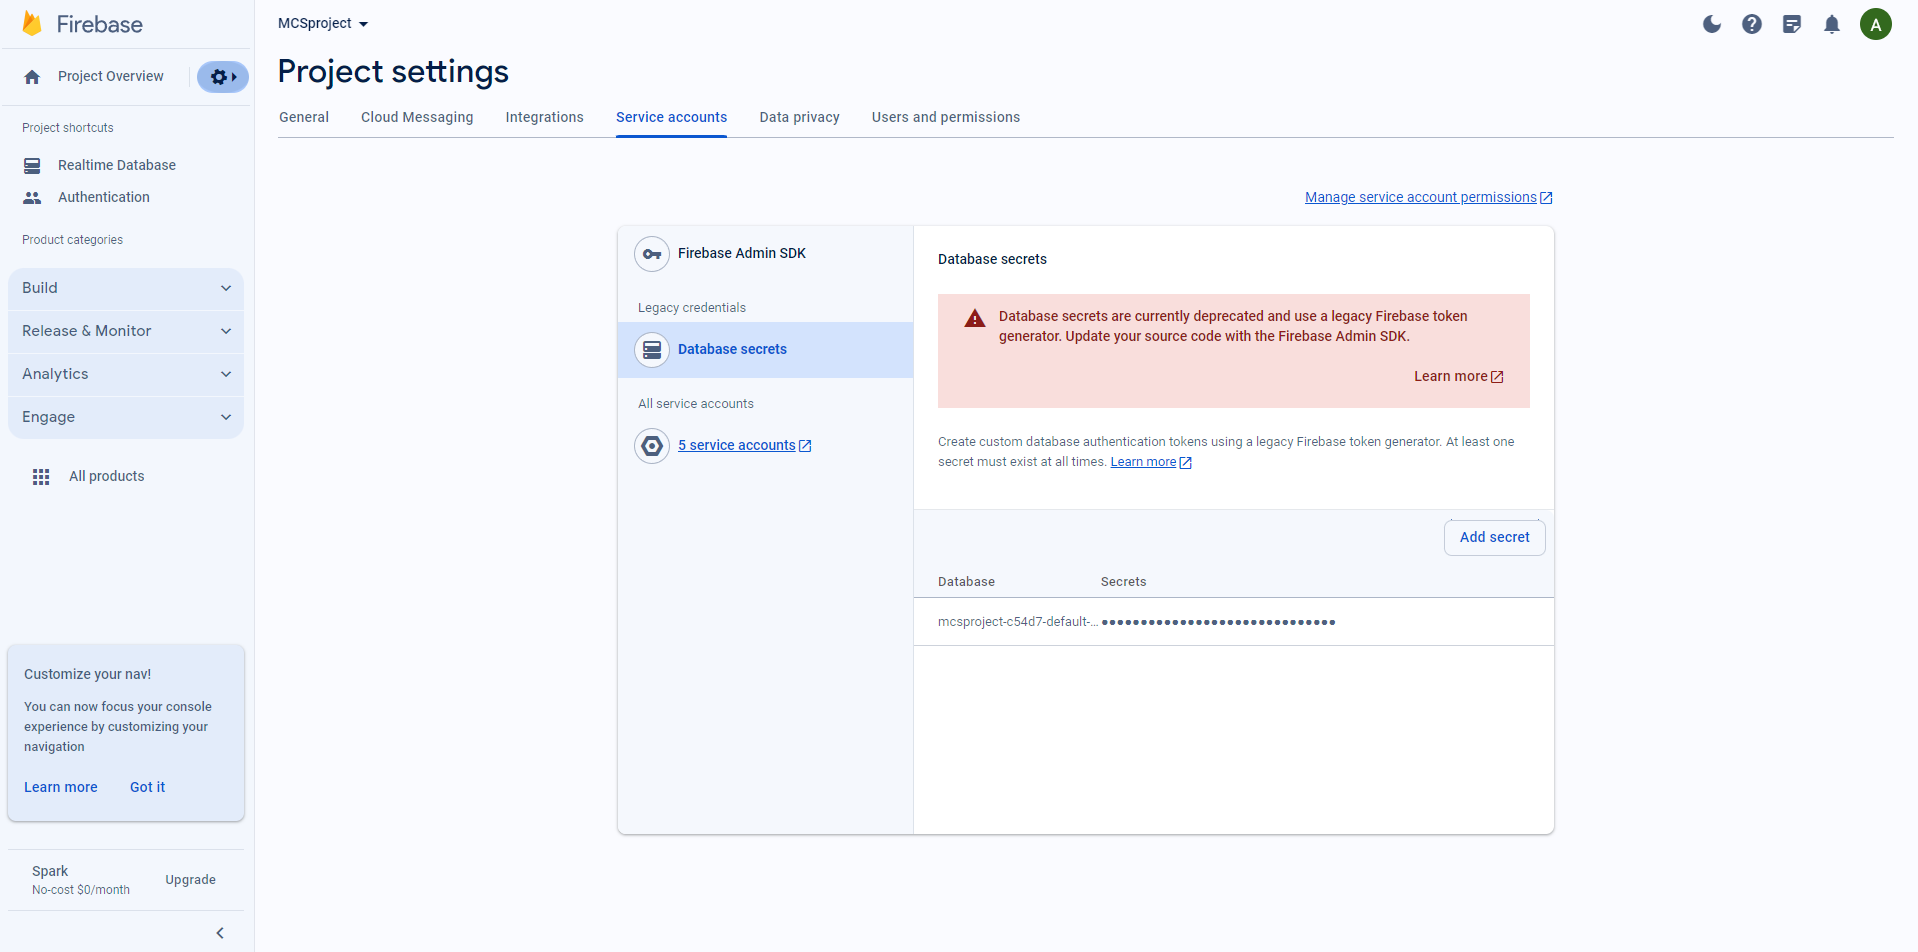 Firebase
MCSproject
A
Project Overview
Project settings
General
Cloud Messaging
Integrations
Service accounts
Data privacy
Users and permissions
Project shortcuts
Realtime Database
Authentication
Product categories
Build
Release & Monitor
Analytics
Engage
All products
Customize your nav!
You can now focus your console
experience by customizing your
navigation
Learn more
Got it
Spark
No-cost $0/month
Upgrade
Manage service account permissions
Firebase Admin SDK
Legacy credentials
Database secrets
All service accounts
5 service accounts
Database secrets
Database secrets are currently deprecated and use a legacy Firebase token
generator. Update your source code with the Firebase Admin SDK.
Learn more
Create custom database authentication tokens using a legacy Firebase token generator. At least one
secret must exist at all times. Learn more
Add secret
Database
Secrets
mcsproject-c54d7-default-... ••••••••••••••••••••••••••••••